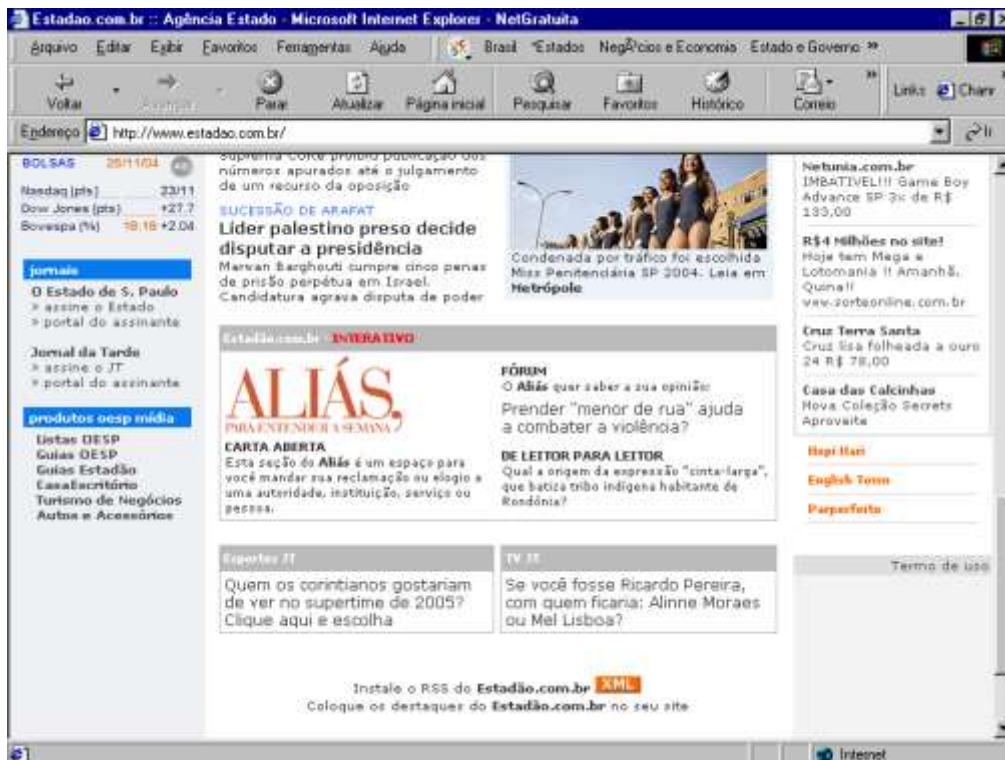 Estadao.com.br :: Agência Estado - Microsoft Internet Explorer - NetGratuita
Arquivo Editar Exibir Favoritos Ferramentas Ajuda Brasil *Estados NegÃ³cios e Economia Estado e Governo »
Voltar Avançar Parar Atualizar Página inicial Pesquisar Favoritos Histórico Correio » Links
Endereço http://www.estadao.com.br/
BOLSAS 25/11/04
Nasdaq (pts) 23/11
Dow Jones (pts) +27.7
Bovespa (%) 18:18 +2.04
jornais
O Estado de S. Paulo
» assine o Estado
» portal do assinante
Jornal da Tarde
» assine o JT
» portal do assinante
produtos oesp mídia
Listas OESP
Guias OESP
Guias Estadão
CasaEscritório
Turismo de Negócios
Autos e Acessórios
Suprema Corte proibiu publicação dos
números apurados até o julgamento
de um recurso da oposição
SUCESSÃO DE ARAFAT
Líder palestino preso decide
disputar a presidência
Marwan Barghouti cumpre cinco penas
de prisão perpétua em Israel.
Candidatura agrava disputa de poder
Condenada por tráfico foi escolhida
Miss Penitenciária SP 2004. Leia em
Metrópole
Estadão.com.br - INTERATIVO
ALIÁS,
PARA ENTENDER A SEMANA
CARTA ABERTA
Esta seção do Aliás é um espaço para
você mandar sua reclamação ou elogio a
uma autoridade, instituição, serviço ou
pessoa.
FÓRUM
O Aliás quer saber a sua opinião:
Prender "menor de rua" ajuda
a combater a violência?
DE LEITOR PARA LEITOR
Qual a origem da expressão "cinta-larga",
que batiza tribo indígena habitante de
Rondônia?
Esportes JT
Quem os corintianos gostariam
de ver no supertime de 2005?
Clique aqui e escolha
TV JT
Se você fosse Ricardo Pereira,
com quem ficaria: Alinne Moraes
ou Mel Lisboa?
Instale o RSS do Estadão.com.br XML
Coloque os destaques do Estadão.com.br no seu site
Netunia.com.br
IMBATIVEL!!! Game Boy
Advance SP 3x de R$
133,00
R$4 Milhões no site!
Hoje tem Mega e
Lotomania !! Amanhã,
Quina!!
www.sorteonline.com.br
Cruz Terra Santa
Cruz lisa folheada a ouro
24 R$ 78,00
Casa das Calcinhas
Nova Coleção Secrets
Aproveite
Hopi Hari
English Town
Parperfeito
Termo de uso
Internet